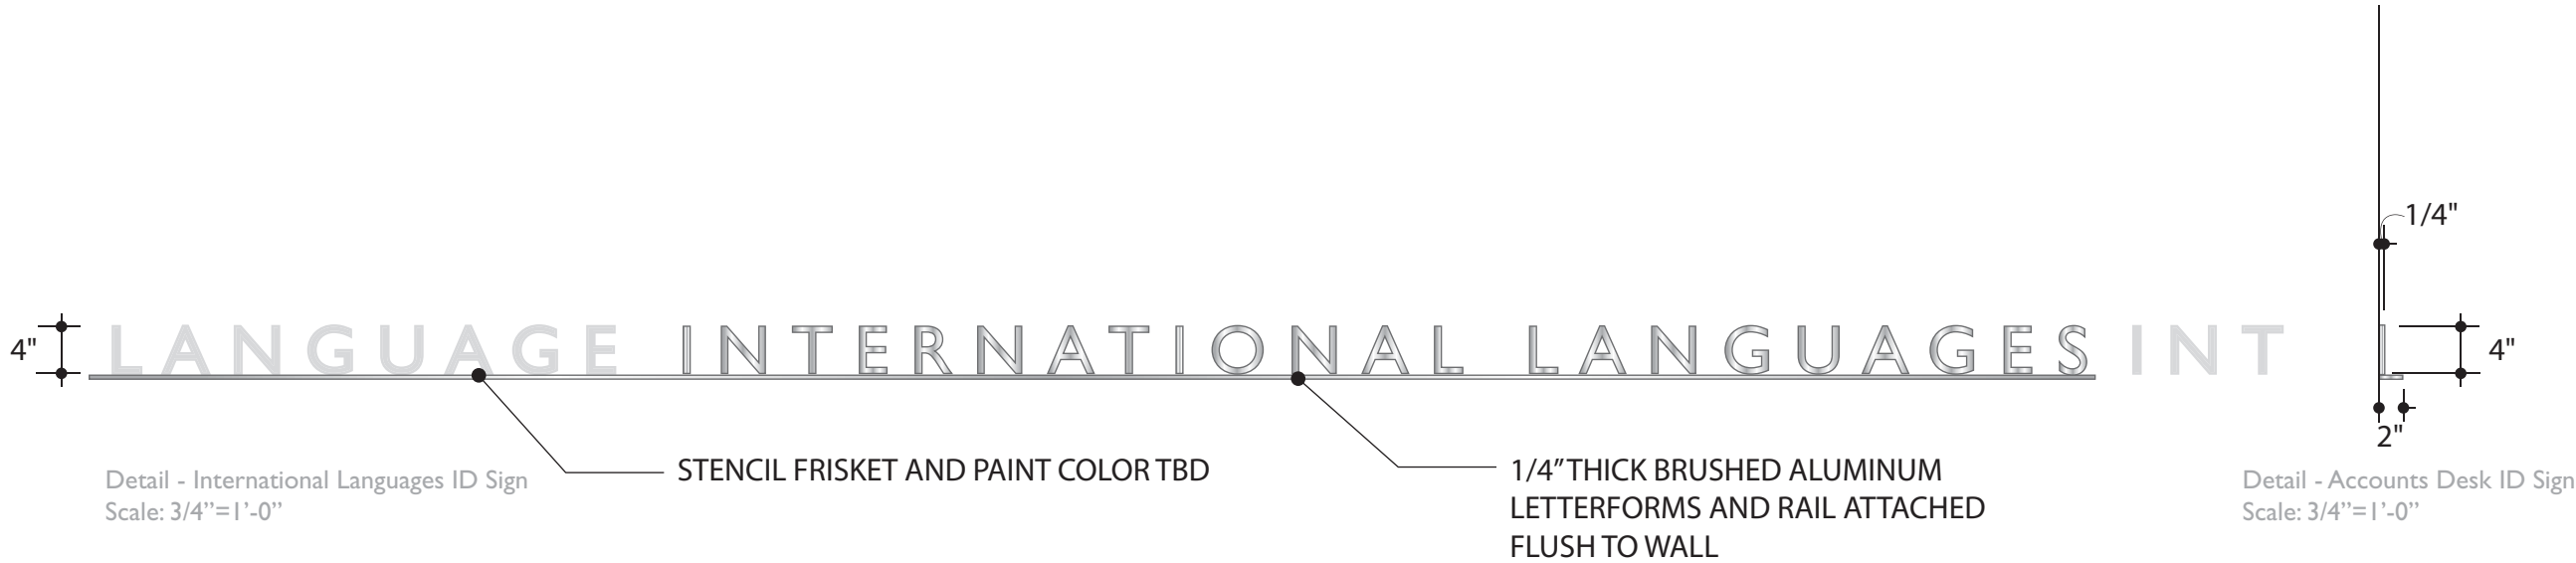 1/4"
4" LANGUAGE INTERNATIONAL LANGUAGES INT 4"
2"
STENCIL FRISKET AND PAINT COLOR TBD
1/4” THICK BRUSHED ALUMINUM
LETTERFORMS AND RAIL ATTACHED
FLUSH TO WALL
Detail - International Languages ID Sign
Scale: 3/4”=1’-0”
Detail - Accounts Desk ID Sign
Scale: 3/4”=1’-0”